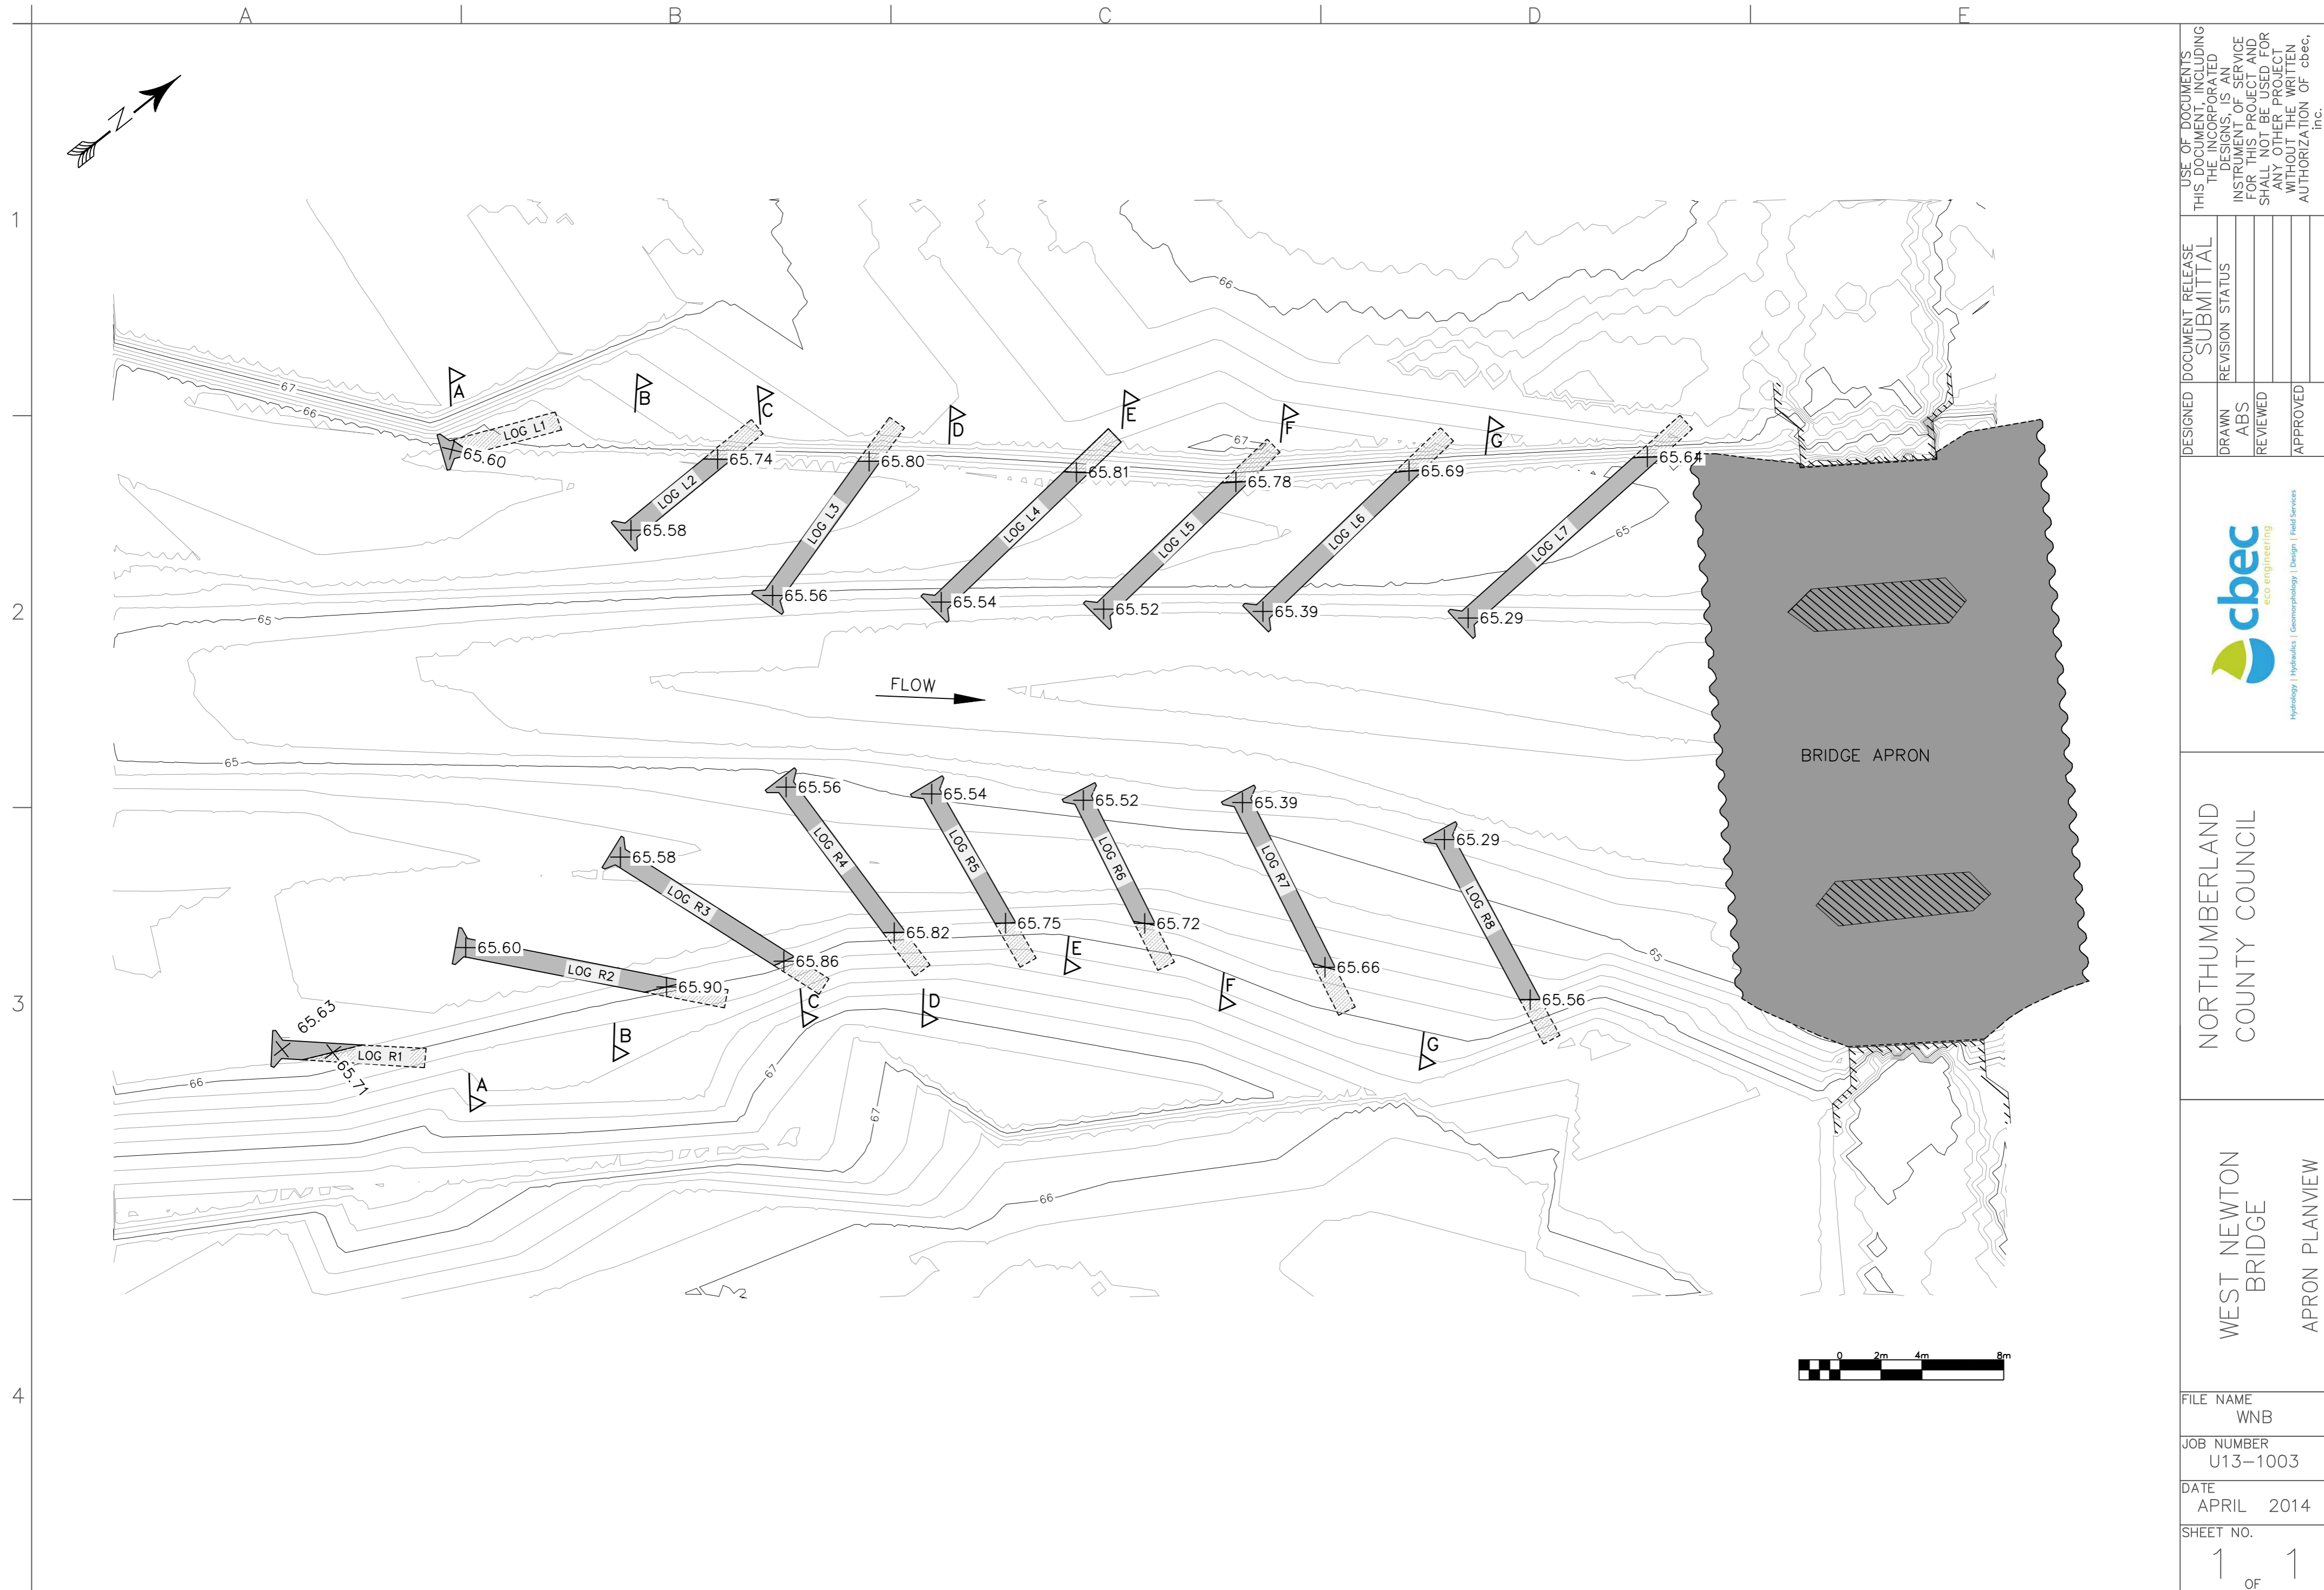 A
B
C
D
E
1
2
3
4
N
67
66
66
67
65
65
65
65
66
67
67
66
A
B
C
D
E
F
G
LOG L1
65.60
LOG L2
65.74
65.58
LOG L3
65.80
65.56
LOG L4
65.81
65.54
LOG L5
65.78
65.52
LOG L6
65.69
65.39
LOG L7
65.64
65.29
FLOW
BRIDGE APRON
LOG R1
65.63
65.71
LOG R2
65.60
65.90
LOG R3
65.58
65.86
LOG R4
65.56
65.82
LOG R5
65.54
65.75
LOG R6
65.52
65.72
LOG R7
65.39
65.66
LOG R8
65.29
65.56
A
B
C
D
E
F
G
0 2m 4m 8m
USE OF DOCUMENTS
THIS DOCUMENT, INCLUDING
THE INCORPORATED
DESIGNS, IS AN
INSTRUMENT OF SERVICE
FOR THIS PROJECT AND
SHALL NOT BE USED FOR
ANY OTHER PROJECT
WITHOUT THE WRITTEN
AUTHORIZATION OF cbec,
inc.
DOCUMENT RELEASE
SUBMITTAL
REVISION STATUS
DESIGNED
DRAWN
ABS
REVIEWED
APPROVED
cbec
eco engineering
Hydrology | Hydraulics | Geomorphology | Design | Field Services
NORTHUMBERLAND
COUNTY COUNCIL
WEST NEWTON
BRIDGE
APRON PLANVIEW
FILE NAME
WNB
JOB NUMBER
U13-1003
DATE
APRIL 2014
SHEET NO.
1 OF 1